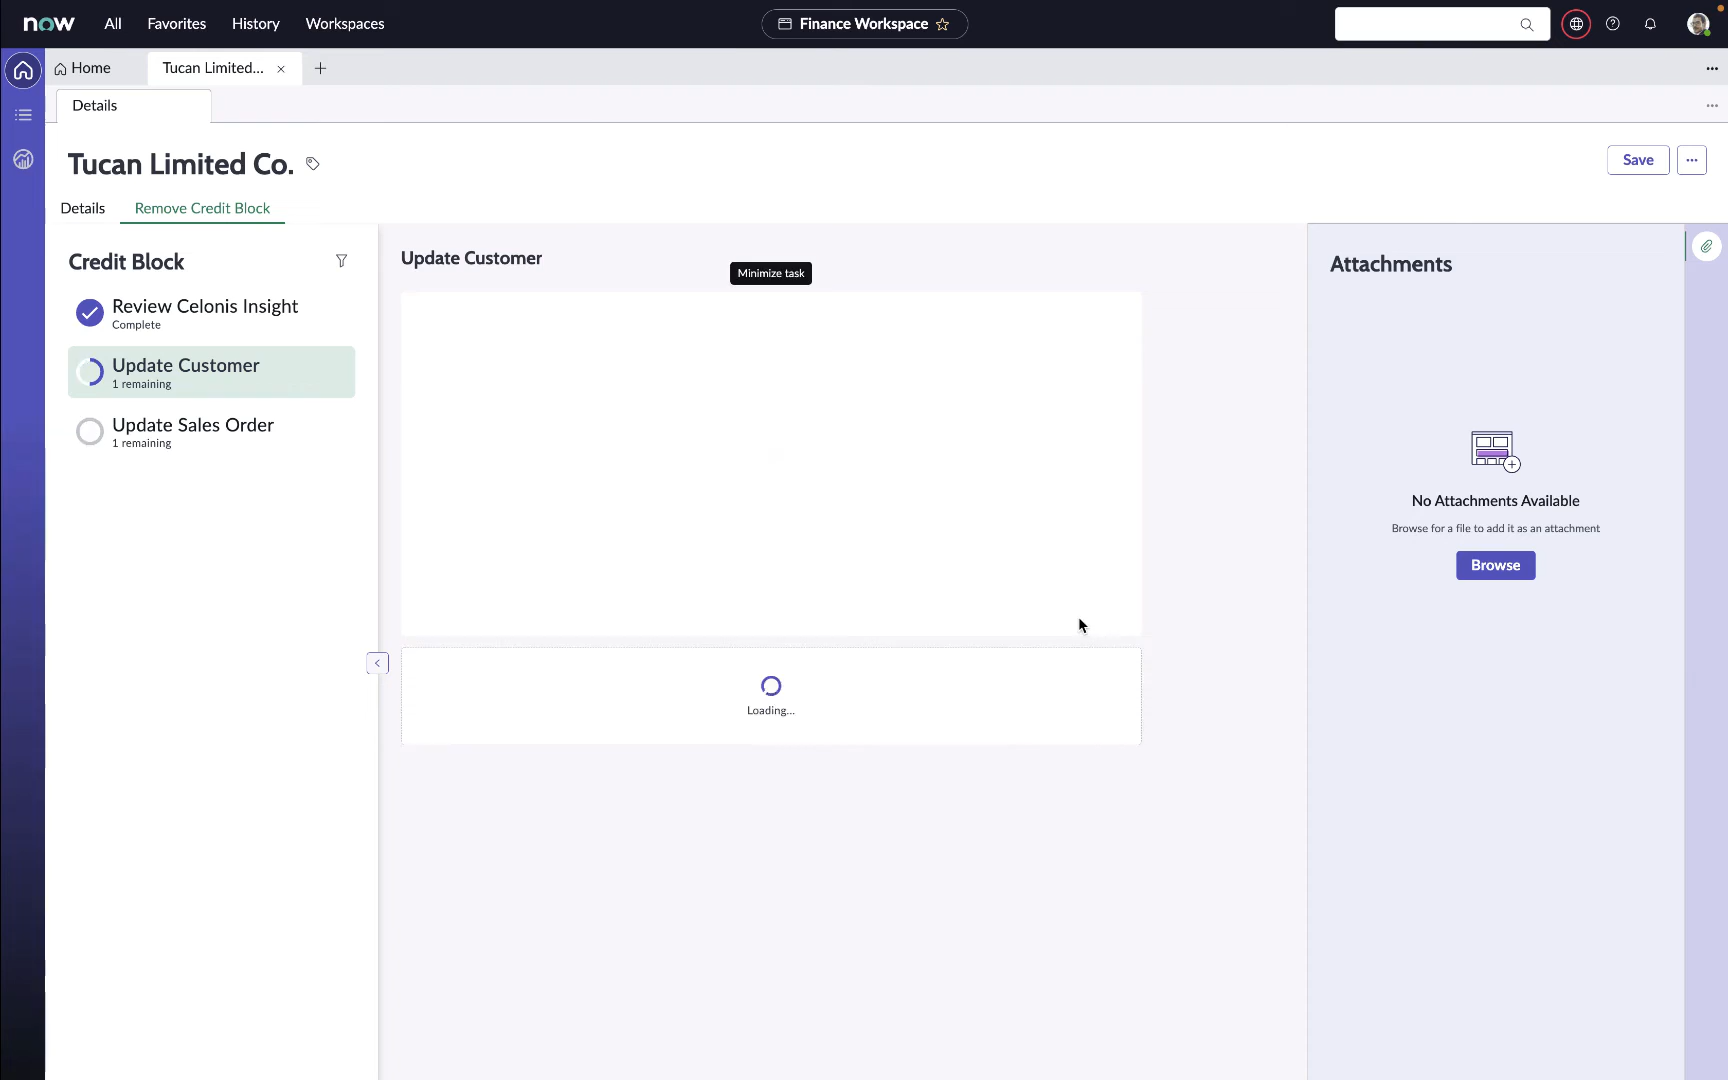 now All Favorites History Workspaces Finance Workspace
Home Tucan Limited...
Details
Tucan Limited Co. Save
Details Remove Credit Block
Credit Block
Review Celonis Insight
Complete
Update Customer
1 remaining
Update Sales Order
1 remaining
Update Customer
Minimize task
Loading...
Attachments
No Attachments Available
Browse for a file to add it as an attachment
Browse